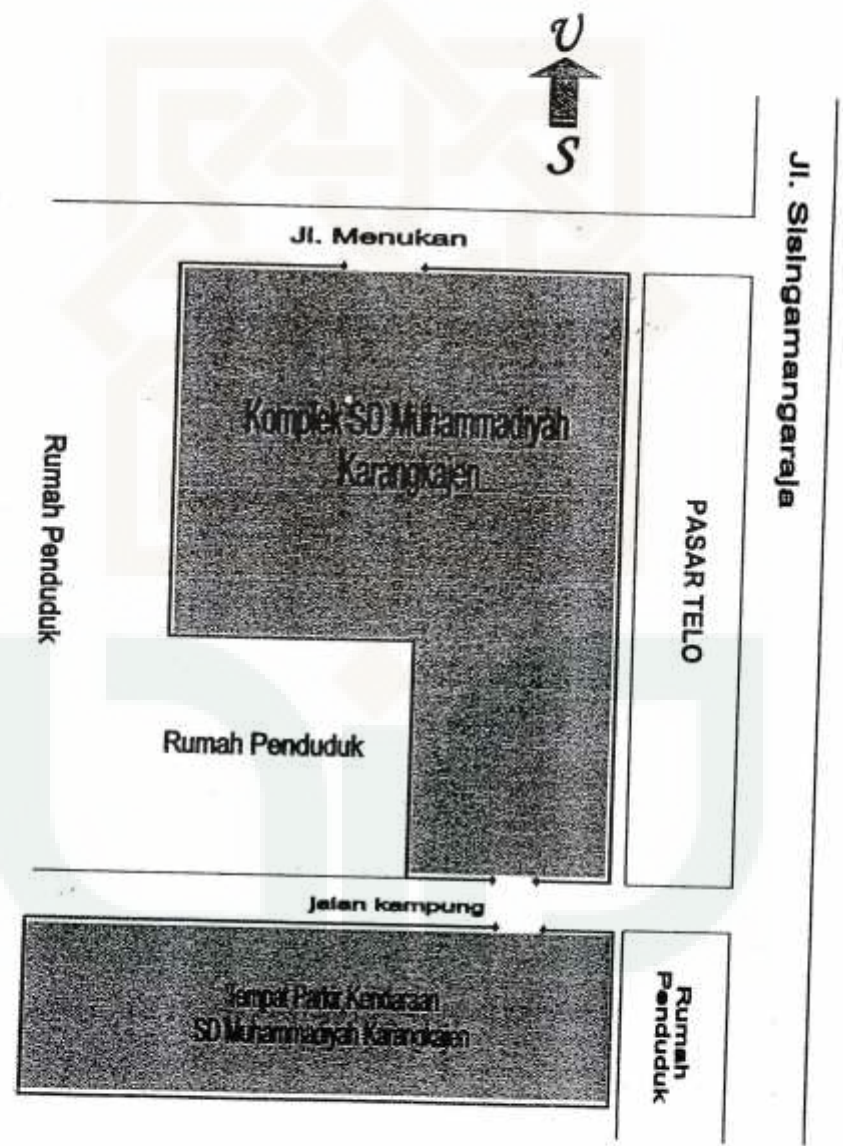 U
S
Jl. Sisingamangaraja
Jl. Menukan
Komplek SD Muhammadiyah
Karangkajen
PASAR TELO
Rumah Penduduk
Rumah Penduduk
jalan kampung
Tempat Parkir Kendaraan
SD Muhammadiyah Karangkajen
Rumah
Penduduk